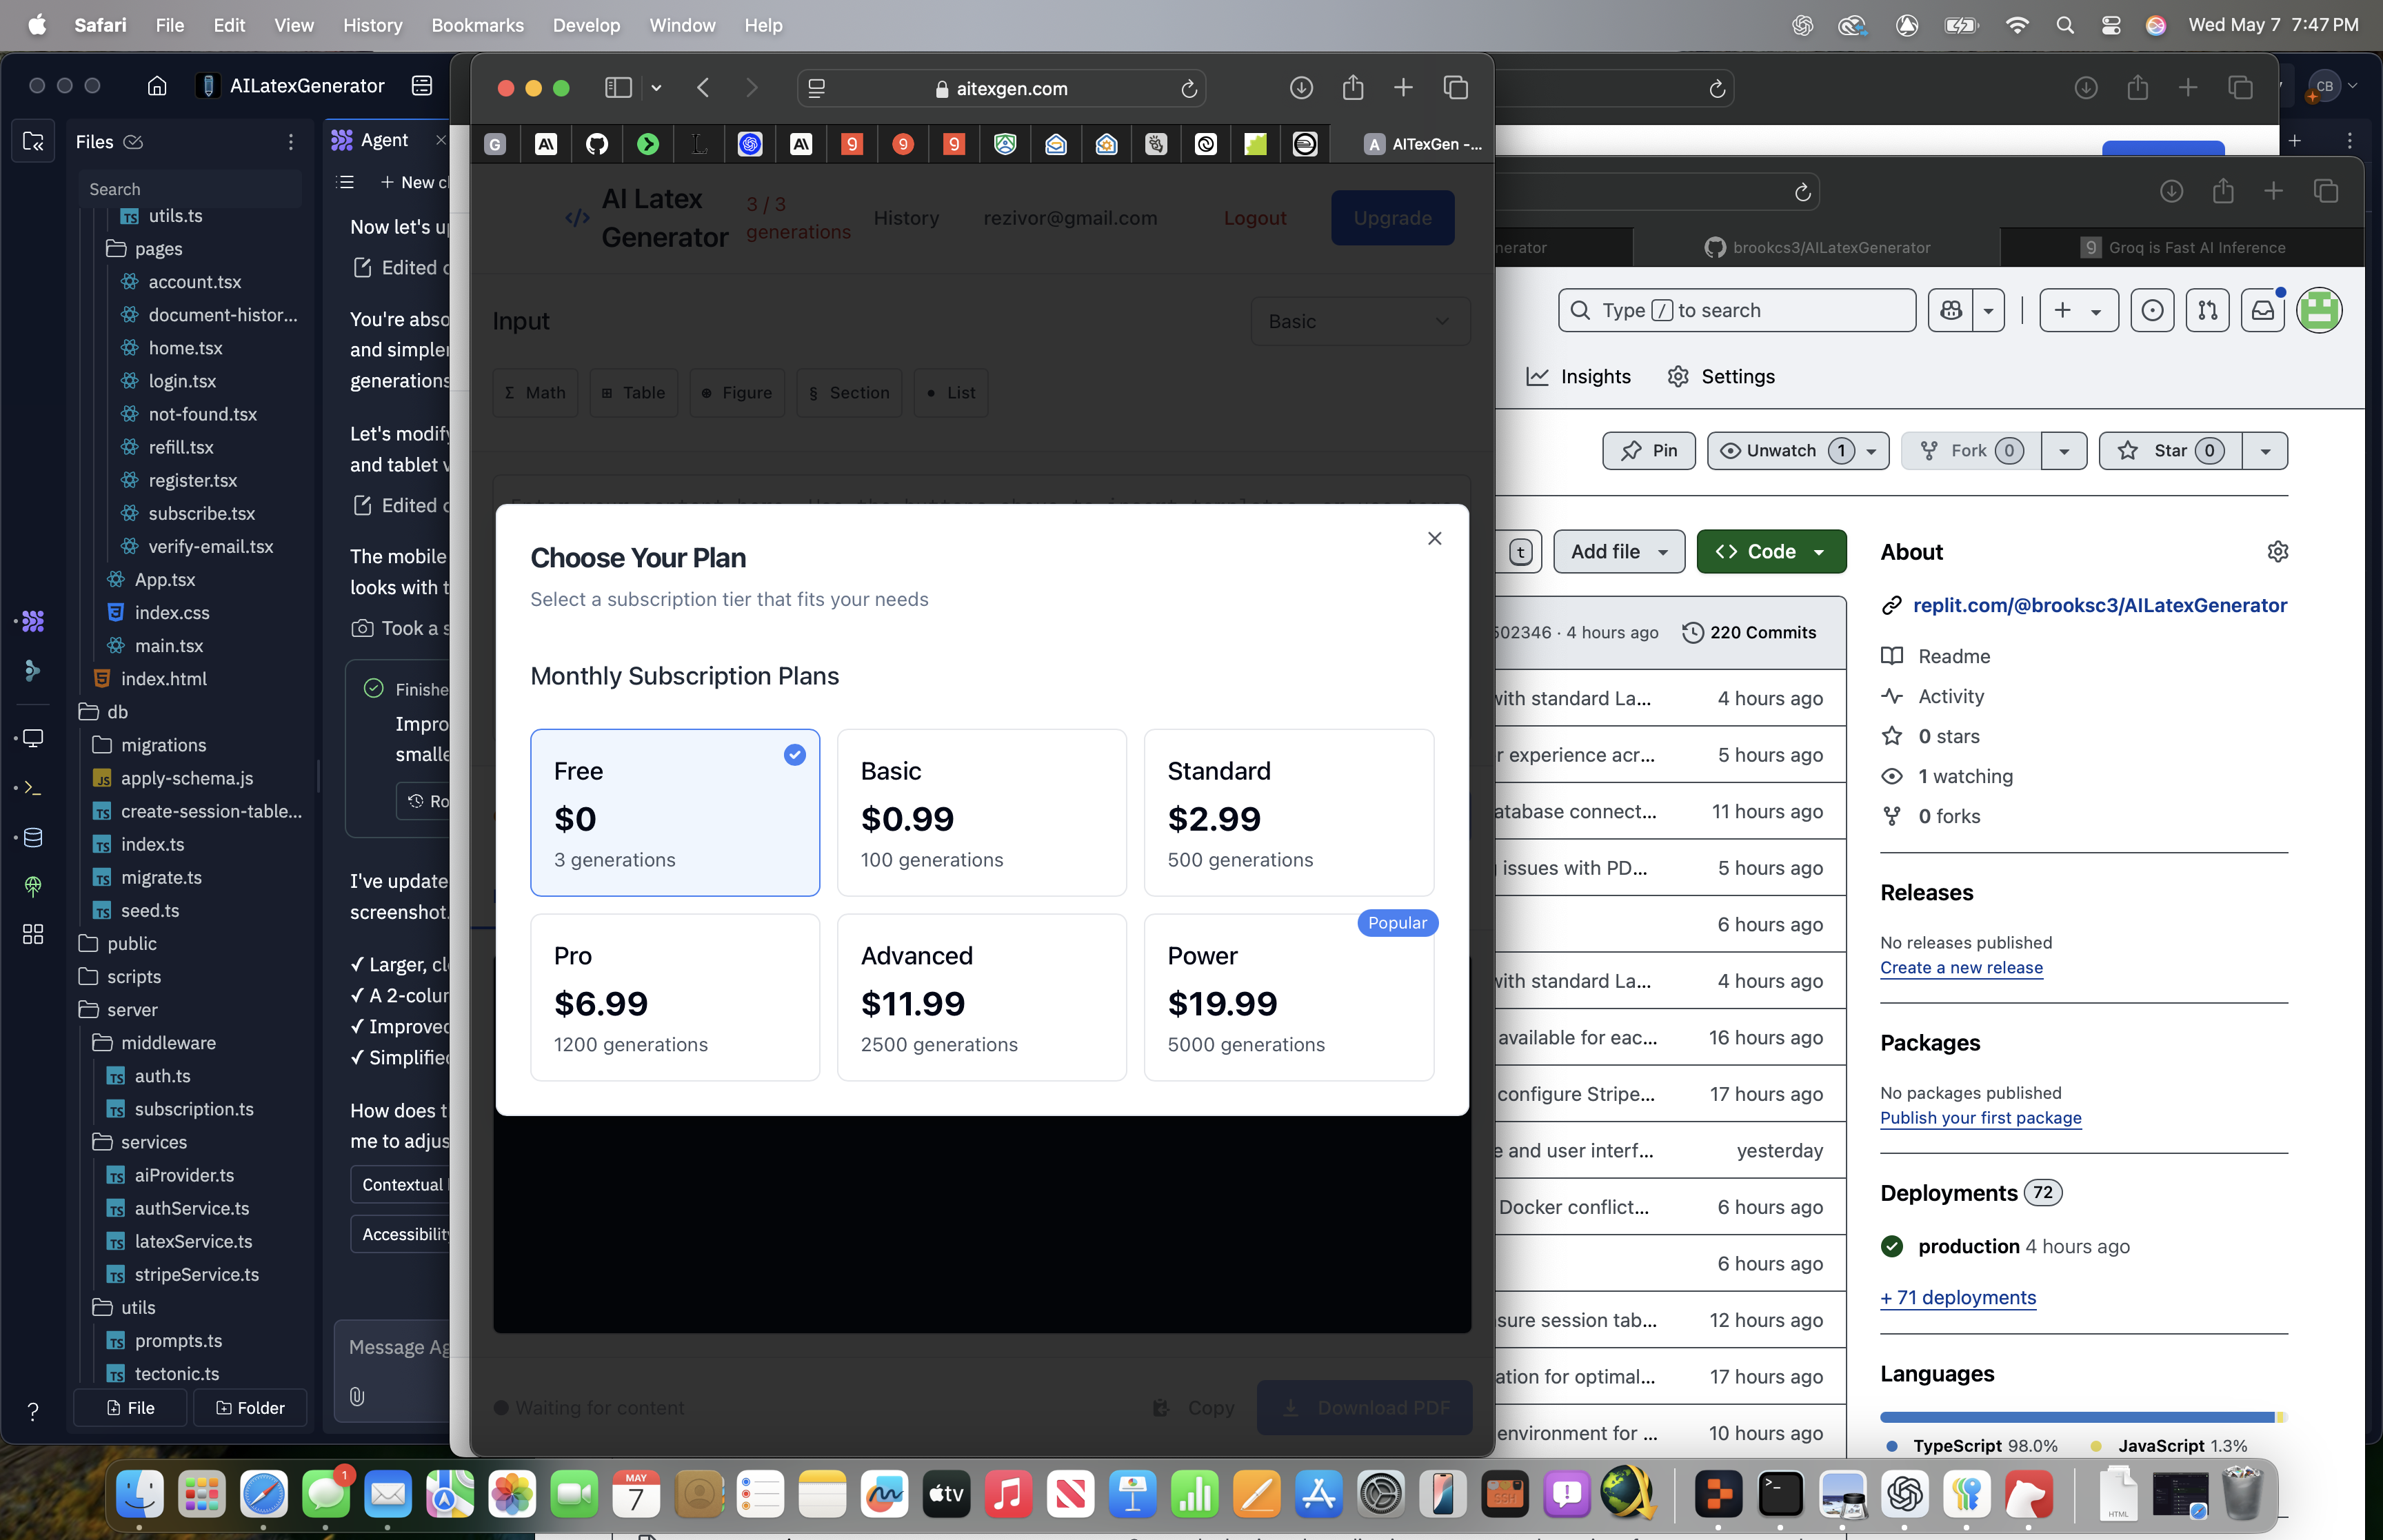 Safari File Edit View History Bookmarks Develop Window Help
Wed May 7 7:47 PM
AILatexGenerator
Files
Search
utils.ts
pages
account.tsx
document-histor...
home.tsx
login.tsx
not-found.tsx
refill.tsx
register.tsx
subscribe.tsx
verify-email.tsx
App.tsx
index.css
main.tsx
index.html
db
migrations
apply-schema.js
create-session-table...
index.ts
migrate.ts
seed.ts
public
scripts
server
middleware
auth.ts
subscription.ts
services
aiProvider.ts
authService.ts
latexService.ts
stripeService.ts
utils
prompts.ts
tectonic.ts
File Folder
Agent
+ New c
Now let's u
Edited
You're abso
and simple
generations
Let's modify
and tablet v
Edited
The mobile
looks with t
Took a s
Finishe
Impro
smalle
Ro
I've update
screenshot.
✓ Larger, cl
✓ A 2-colu
✓ Improved
✓ Simplified
How does t
me to adjus
Contextual
Accessibility
Message Ag
aitexgen.com
AITexGen -...
AI Latex
Generator
3 / 3
generations
History
rezivor@gmail.com
Logout
Upgrade
Input
Basic
Σ Math
Table
Figure
§ Section
List
Choose Your Plan
Select a subscription tier that fits your needs
Monthly Subscription Plans
Free
$0
3 generations
Basic
$0.99
100 generations
Standard
$2.99
500 generations
Pro
$6.99
1200 generations
Advanced
$11.99
2500 generations
Popular
Power
$19.99
5000 generations
Waiting for content
Copy
Download PDF
CB
nerator
brookcs3/AILatexGenerator
Groq is Fast AI Inference
Type / to search
Insights
Settings
Pin
Unwatch 1
Fork 0
Star 0
t
Add file
Code
502346 · 4 hours ago
220 Commits
with standard La... 4 hours ago
r experience acr... 5 hours ago
atabase connect... 11 hours ago
issues with PD... 5 hours ago
6 hours ago
with standard La... 4 hours ago
available for eac... 16 hours ago
configure Stripe... 17 hours ago
e and user interf... yesterday
Docker conflict... 6 hours ago
6 hours ago
sure session tab... 12 hours ago
ation for optimal... 17 hours ago
environment for ... 10 hours ago
About
replit.com/@brooksc3/AILatexGenerator
Readme
Activity
0 stars
1 watching
0 forks
Releases
No releases published
Create a new release
Packages
No packages published
Publish your first package
Deployments 72
production 4 hours ago
+ 71 deployments
Languages
TypeScript 98.0%
JavaScript 1.3%
1
MAY
7
tv
SSH
HTML